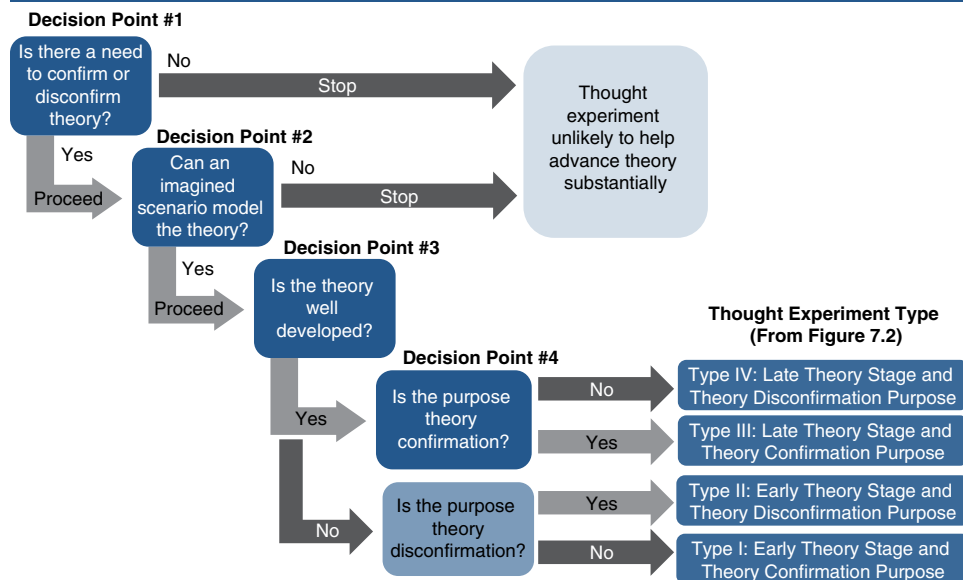 Decision Point #1
Is there a need
to confirm or
disconfirm
theory?
No
Stop
Thought
experiment
unlikely to help
advance theory
substantially
Yes
Proceed
Decision Point #2
Can an
imagined
scenario model
the theory?
No
Stop
Yes
Proceed
Decision Point #3
Is the theory
well
developed?
Thought Experiment Type
(From Figure 7.2)
Yes
No
Decision Point #4
Is the purpose
theory
confirmation?
No
Type IV: Late Theory Stage and
Theory Disconfirmation Purpose
Yes
Type III: Late Theory Stage and
Theory Confirmation Purpose
Is the purpose
theory
disconfirmation?
Yes
Type II: Early Theory Stage and
Theory Disconfirmation Purpose
No
Type I: Early Theory Stage and
Theory Confirmation Purpose